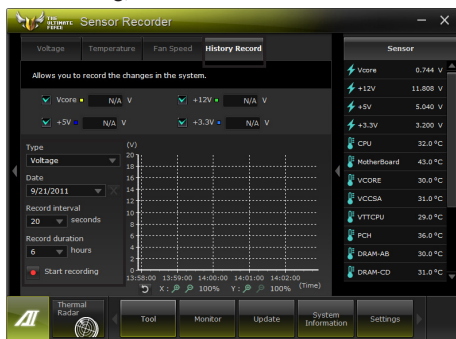 THE ULTIMATE FORCE Sensor Recorder
Voltage Temperature Fan Speed History Record
Allows you to record the changes in the system.
Vcore N/A V +12V N/A V
+5V N/A V +3.3V N/A V
Type
Voltage
Date
9/21/2011
Record interval
20 seconds
Record duration
6 hours
Start recording
(V)
20
18
16
14
12
10
8
6
4
2
0
13:58:00 13:59:00 14:00:00 14:01:00 14:02:00
(Time)
X: 100% Y: 100%
Sensor
Vcore 0.744 V
+12V 11.808 V
+5V 5.040 V
+3.3V 3.200 V
CPU 32.0 °C
MotherBoard 43.0 °C
VCORE 30.0 °C
VCCSA 31.0 °C
VTTCPU 29.0 °C
PCH 36.0 °C
DRAM-AB 30.0 °C
DRAM-CD 31.0 °C
AI
Thermal
Radar
Tool Monitor Update System
Information Settings